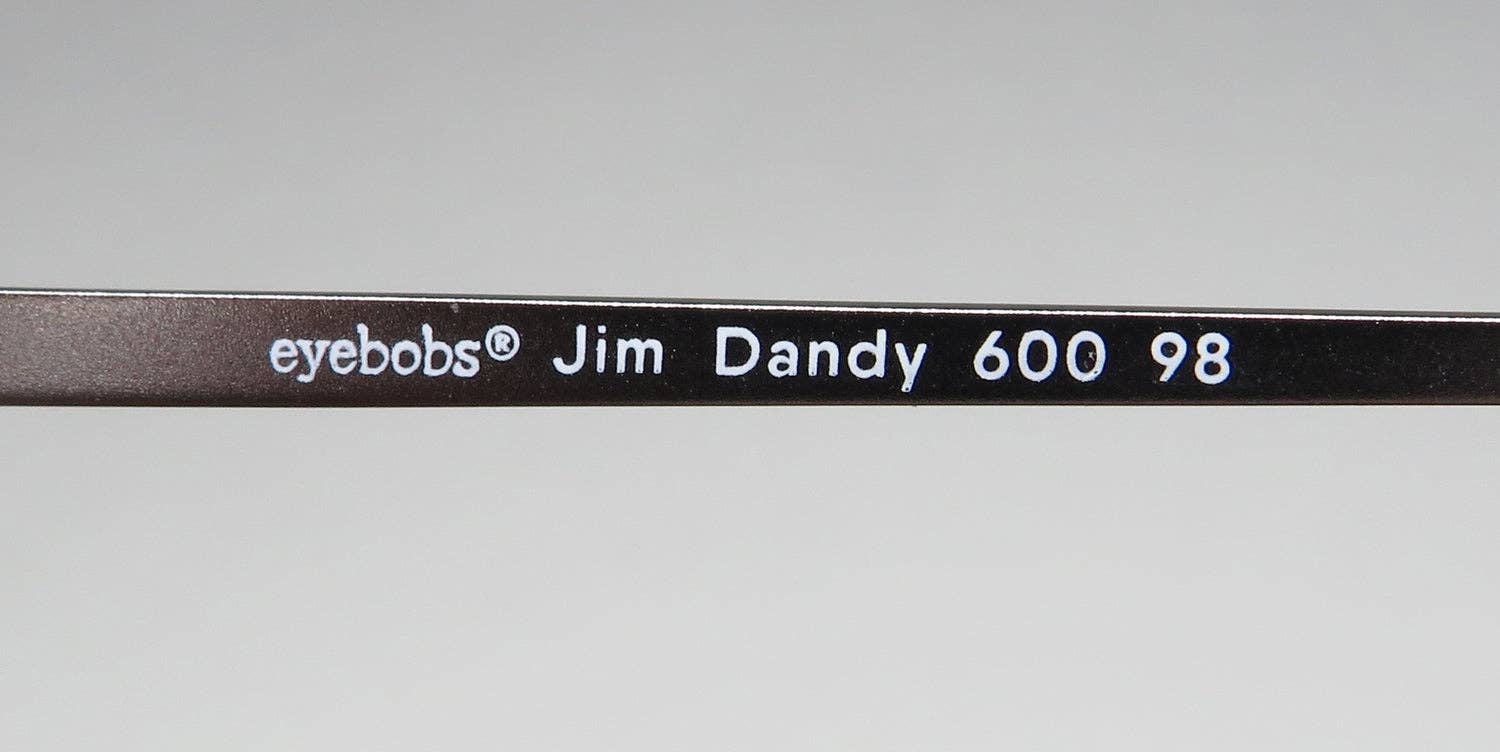 eyebobs® Jim Dandy 600 98